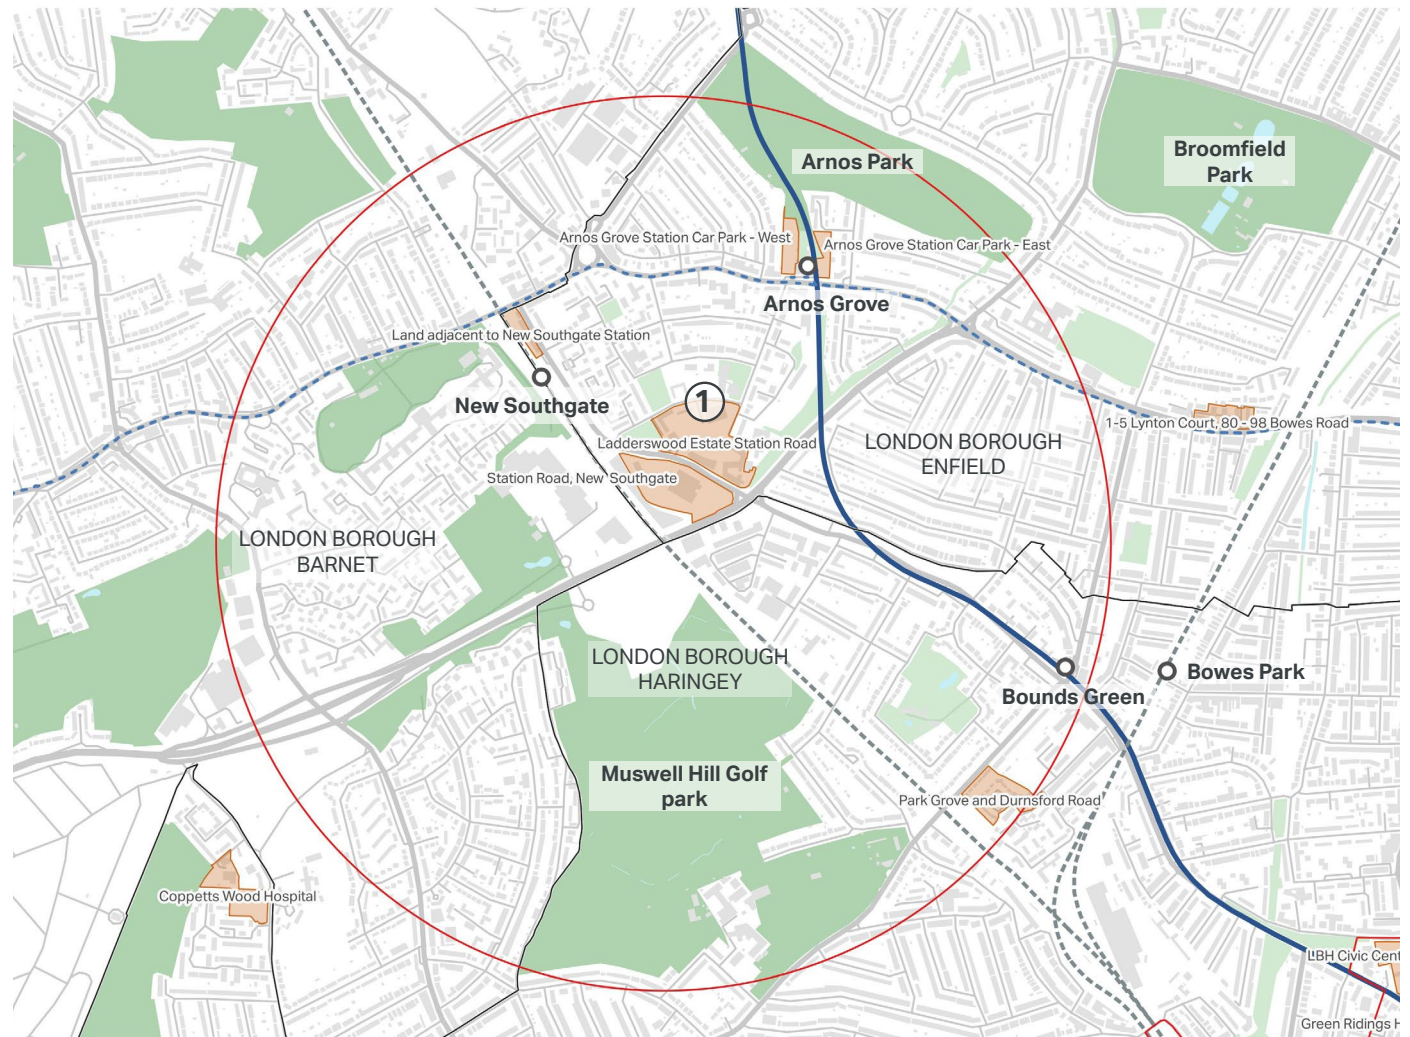 Arnos Park
Broomfield
Park
Arnos Grove Station Car Park - West
Arnos Grove Station Car Park - East
Arnos Grove
Land adjacent to New Southgate Station
New Southgate
1
Ladderswood Estate Station Road
LONDON BOROUGH
ENFIELD
1-5 Lynton Court, 80 - 98 Bowes Road
Station Road, New Southgate
LONDON BOROUGH
BARNET
LONDON BOROUGH
HARINGEY
Bowes Park
Bounds Green
Muswell Hill Golf
park
Park Grove and Durnsford Road
Coppetts Wood Hospital
LBH Civic Cent
Green Ridings H